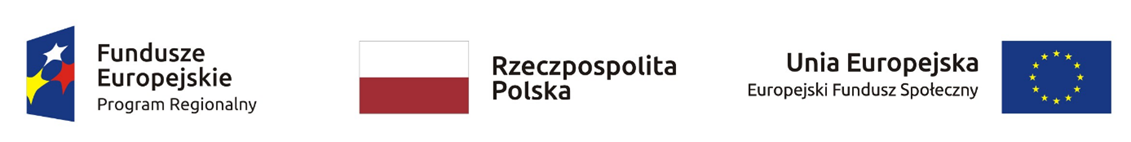 Fundusze
Europejskie
Program Regionalny
Rzeczpospolita
Polska
Unia Europejska
Europejski Fundusz Społeczny